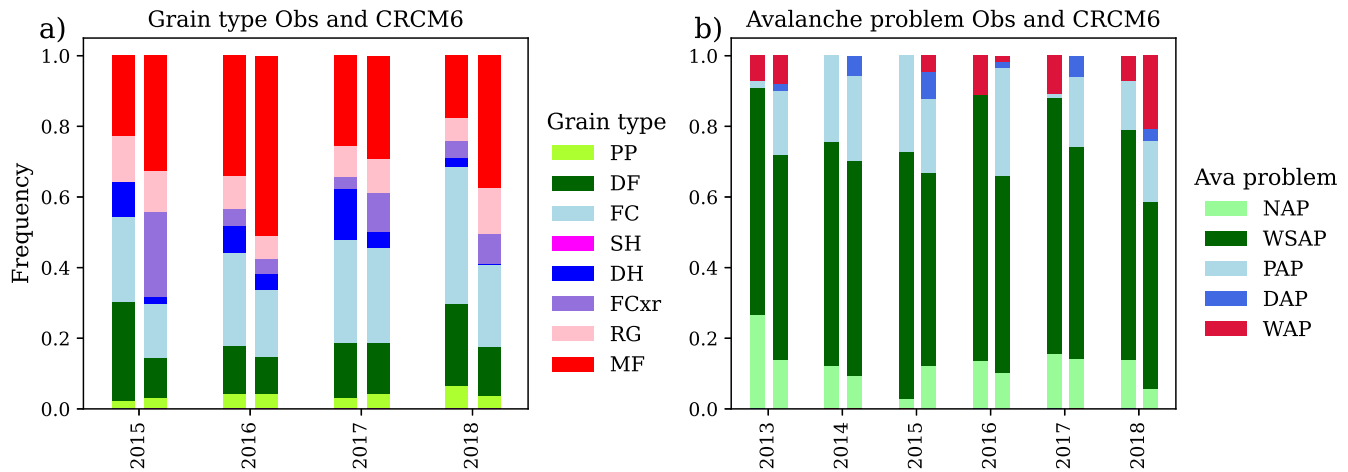 a)
Grain type Obs and CRCM6
Frequency
1.0
0.8
0.6
0.4
0.2
0.0
2015
2016
2017
2018
Grain type
PP
DF
FC
SH
DH
FCxr
RG
MF
b)
Avalanche problem Obs and CRCM6
1.0
0.8
0.6
0.4
0.2
0.0
2013
2014
2015
2016
2017
2018
Ava problem
NAP
WSAP
PAP
DAP
WAP